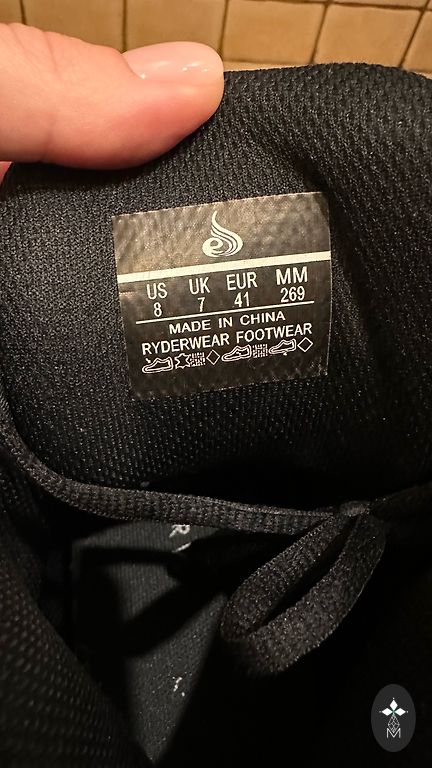 US UK EUR MM
8 7 41 269
MADE IN CHINA
RYDERWEAR FOOTWEAR